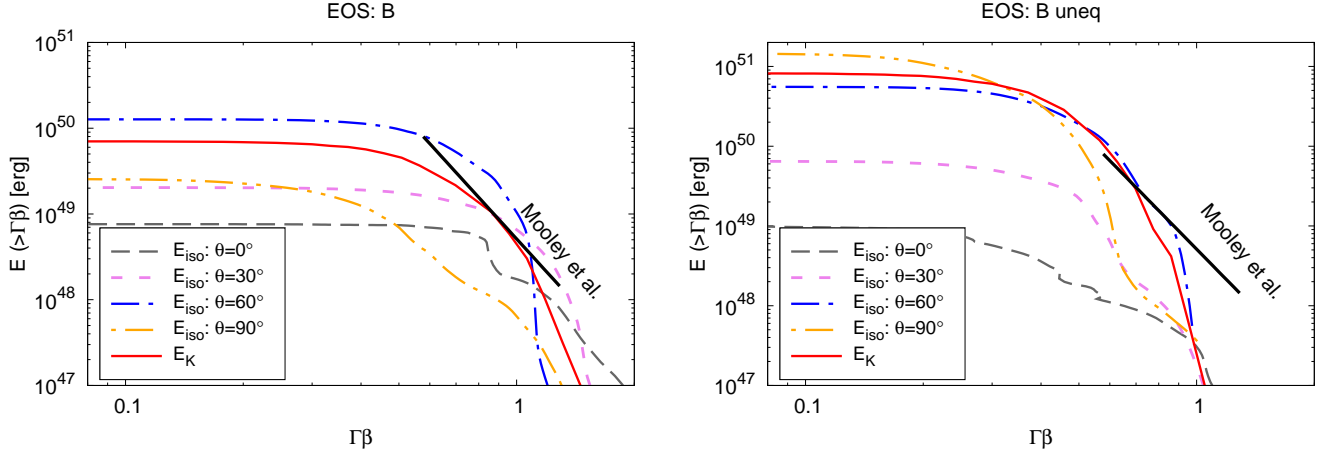 EOS: B
10^51
10^50
10^49
10^48
10^47
E (>Γβ) [erg]
Mooley et al.
E_iso: θ=0°
E_iso: θ=30°
E_iso: θ=60°
E_iso: θ=90°
E_K
0.1
1
Γβ
EOS: B uneq
10^51
10^50
10^49
10^48
10^47
E (>Γβ) [erg]
Mooley et al.
E_iso: θ=0°
E_iso: θ=30°
E_iso: θ=60°
E_iso: θ=90°
E_K
0.1
1
Γβ